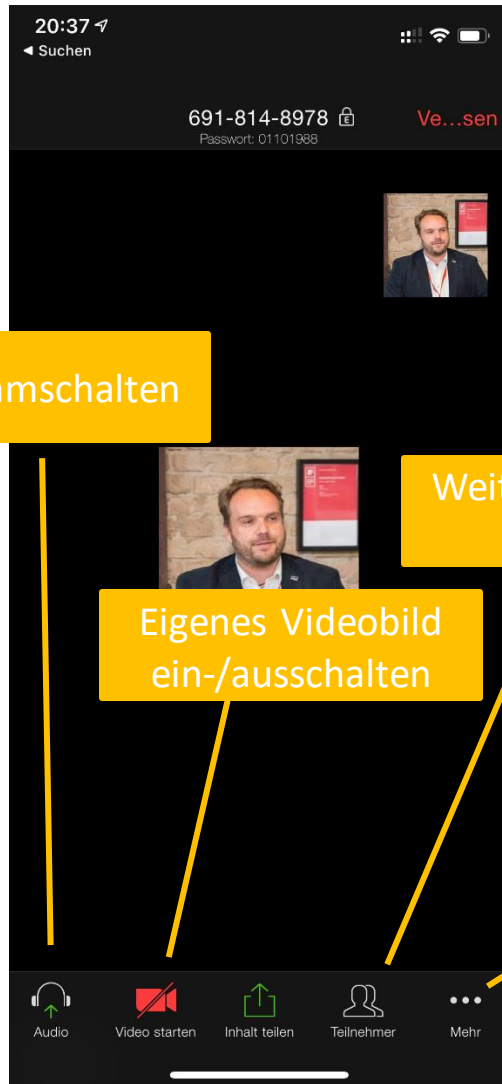 20:37
Suchen
691-814-8978
Ve...sen
Passwort: 01101988
amschalten
Weit
Eigenes Videobild
ein-/ausschalten
Audio
Video starten
Inhalt teilen
Teilnehmer
Mehr